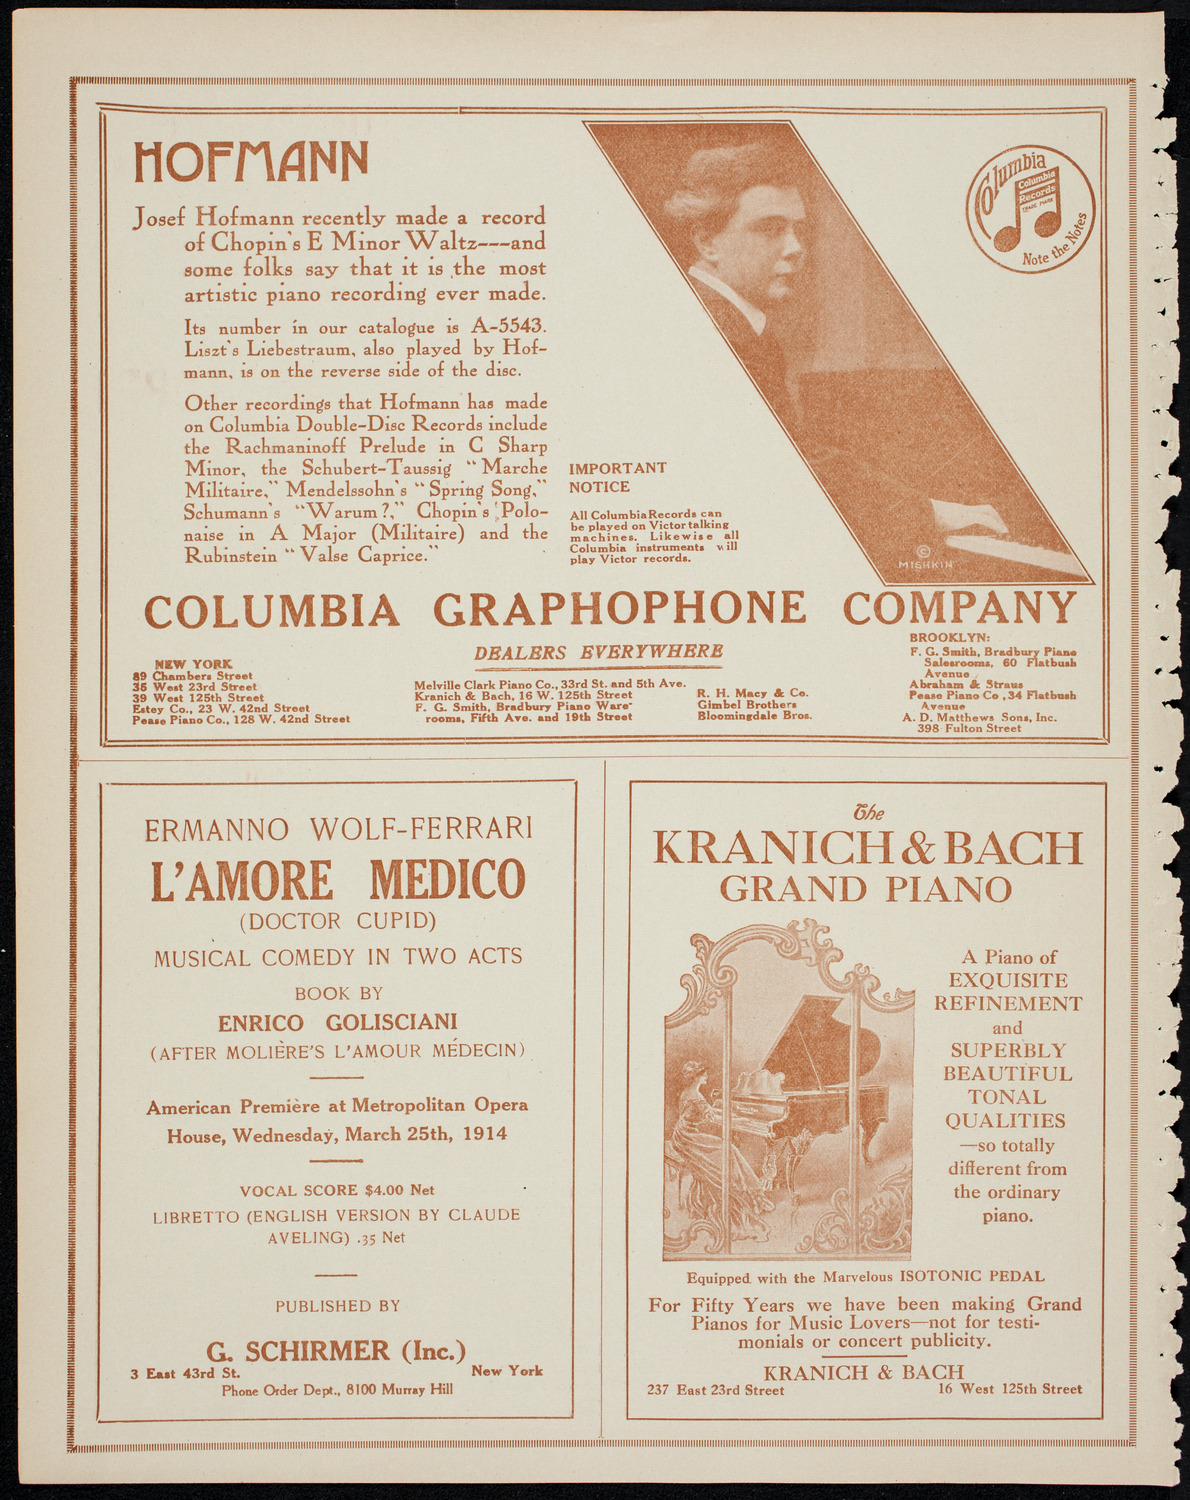 HOFMANN
Josef Hofmann recently made a record
of Chopin's E Minor Waltz---and
some folks say that it is the most
artistic piano recording ever made.
Its number in our catalogue is A-5543.
Liszt's Liebestraum, also played by Hof-
mann, is on the reverse side of the disc.
Other recordings that Hofmann has made
on Columbia Double-Disc Records include
the Rachmaninoff Prelude in C Sharp
Minor, the Schubert-Taussig "Marche
Militaire," Mendelssohn's "Spring Song,"
Schumann's "Warum?," Chopin's Polo-
naise in A Major (Militaire) and the
Rubinstein "Valse Caprice."
IMPORTANT
NOTICE
All Columbia Records can
be played on Victor talking
machines. Likewise all
Columbia instruments will
play Victor records.
©
MISHKIN
Columbia
Columbia
Records
TRADE MARK
Note the Notes
COLUMBIA GRAPHOPHONE COMPANY
DEALERS EVERYWHERE
NEW YORK
89 Chambers Street
35 West 23rd Street
39 West 125th Street
Estey Co., 23 W. 42nd Street
Pease Piano Co., 128 W. 42nd Street
Melville Clark Piano Co., 33rd St. and 5th Ave.
Kranich & Bach, 16 W. 125th Street
F. G. Smith, Bradbury Piano Ware-
rooms, Fifth Ave. and 19th Street
R. H. Macy & Co.
Gimbel Brothers
Bloomingdale Bros.
BROOKLYN:
F. G. Smith, Bradbury Piano
Salesrooms, 60 Flatbush
Avenue
Abraham & Straus
Pease Piano Co., 34 Flatbush
Avenue
A. D. Matthews Sons, Inc.
398 Fulton Street
ERMANNO WOLF-FERRARI
L'AMORE MEDICO
(DOCTOR CUPID)
MUSICAL COMEDY IN TWO ACTS
BOOK BY
ENRICO GOLISCIANI
(AFTER MOLIÈRE'S L'AMOUR MÉDECIN)
American Première at Metropolitan Opera
House, Wednesday, March 25th, 1914
VOCAL SCORE $4.00 Net
LIBRETTO (ENGLISH VERSION BY CLAUDE
AVELING) .35 Net
PUBLISHED BY
G. SCHIRMER (Inc.)
3 East 43rd St. New York
Phone Order Dept., 8100 Murray Hill
The
KRANICH & BACH
GRAND PIANO
A Piano of
EXQUISITE
REFINEMENT
and
SUPERBLY
BEAUTIFUL
TONAL
QUALITIES
—so totally
different from
the ordinary
piano.
Equipped with the Marvelous ISOTONIC PEDAL
For Fifty Years we have been making Grand
Pianos for Music Lovers—not for testi-
monials or concert publicity.
KRANICH & BACH
237 East 23rd Street 16 West 125th Street